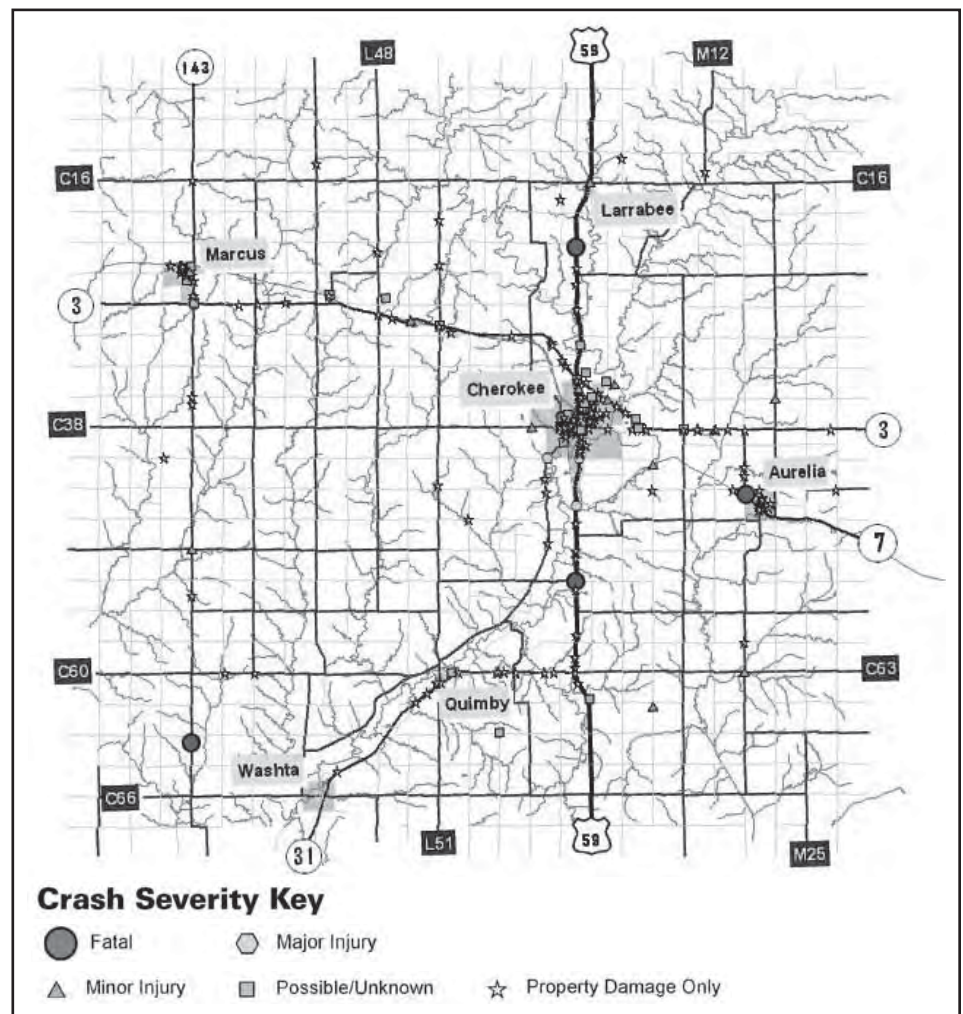 59
L48
M12
143
C16
C16
Larrabee
Marcus
3
Cherokee
C38
3
Aurelia
7
C60
C63
Quimby
Washta
C66
L51
59
31
M25
Crash Severity Key
Fatal
Major Injury
Minor Injury
Possible/Unknown
Property Damage Only